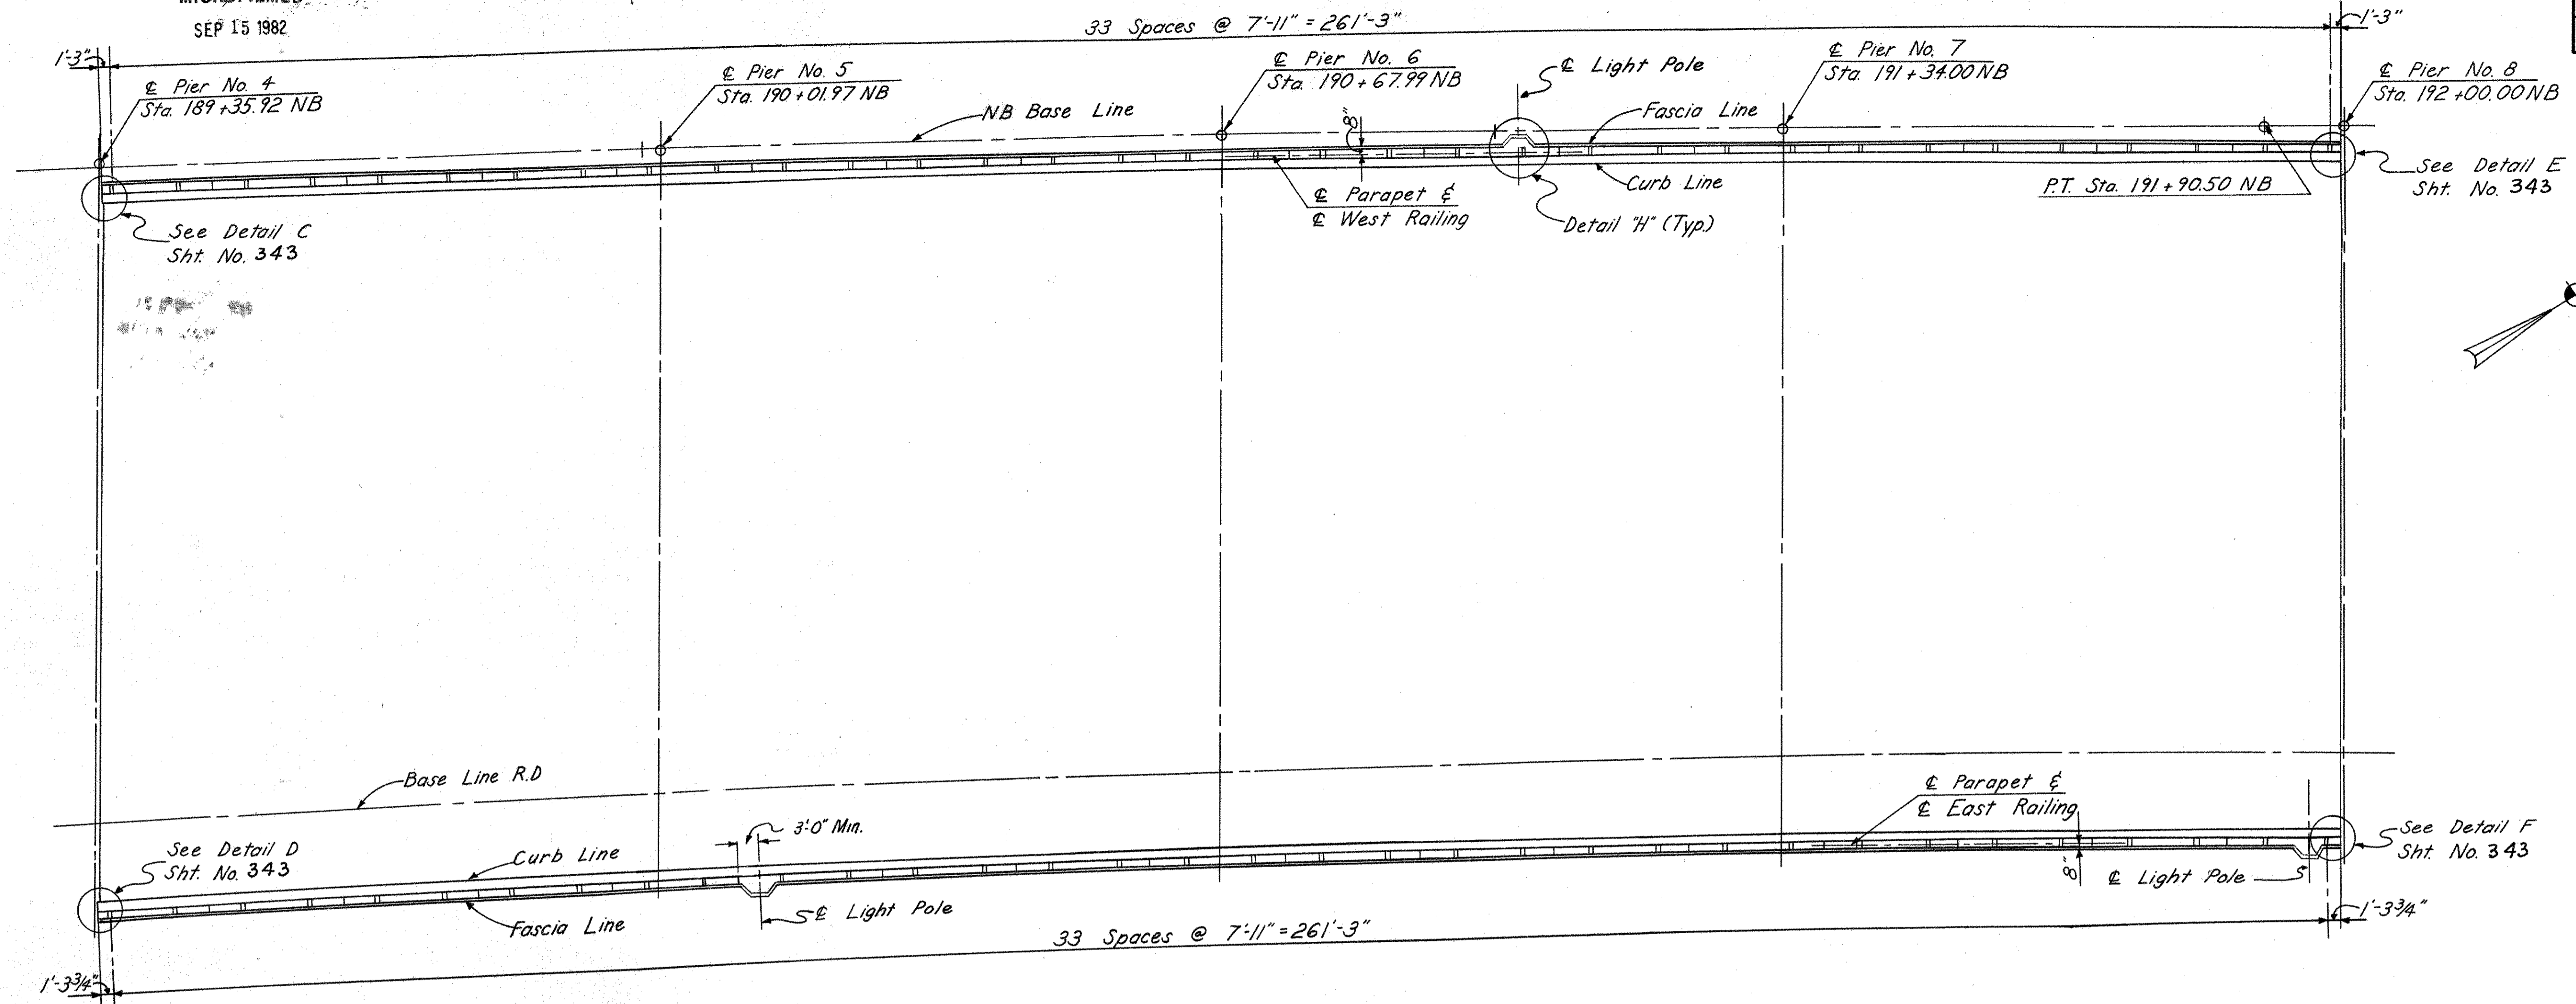 SEP 15 1982
33 Spaces @ 7'-11" = 261'-3"
1'-3"
1'-3"
℄ Pier No. 4
Sta. 189+35.92 NB
℄ Pier No. 5
Sta. 190+01.97 NB
℄ Pier No. 6
Sta. 190+67.99 NB
℄ Light Pole
℄ Pier No. 7
Sta. 191+34.00 NB
℄ Pier No. 8
Sta. 192+00.00 NB
NB Base Line
8"
Fascia Line
See Detail C
Sht. No. 343
℄ Parapet &
℄ West Railing
Curb Line
Detail "H" (Typ.)
P.T. Sta. 191+90.50 NB
See Detail E
Sht. No. 343
Base Line R.D
See Detail D
Sht. No. 343
Curb Line
3'-0" Min.
℄ Parapet &
℄ East Railing
8"
See Detail F
Sht. No. 343
Fascia Line
℄ Light Pole
℄ Light Pole
33 Spaces @ 7'-11" = 261'-3"
1'-3¾"
1'-3¾"